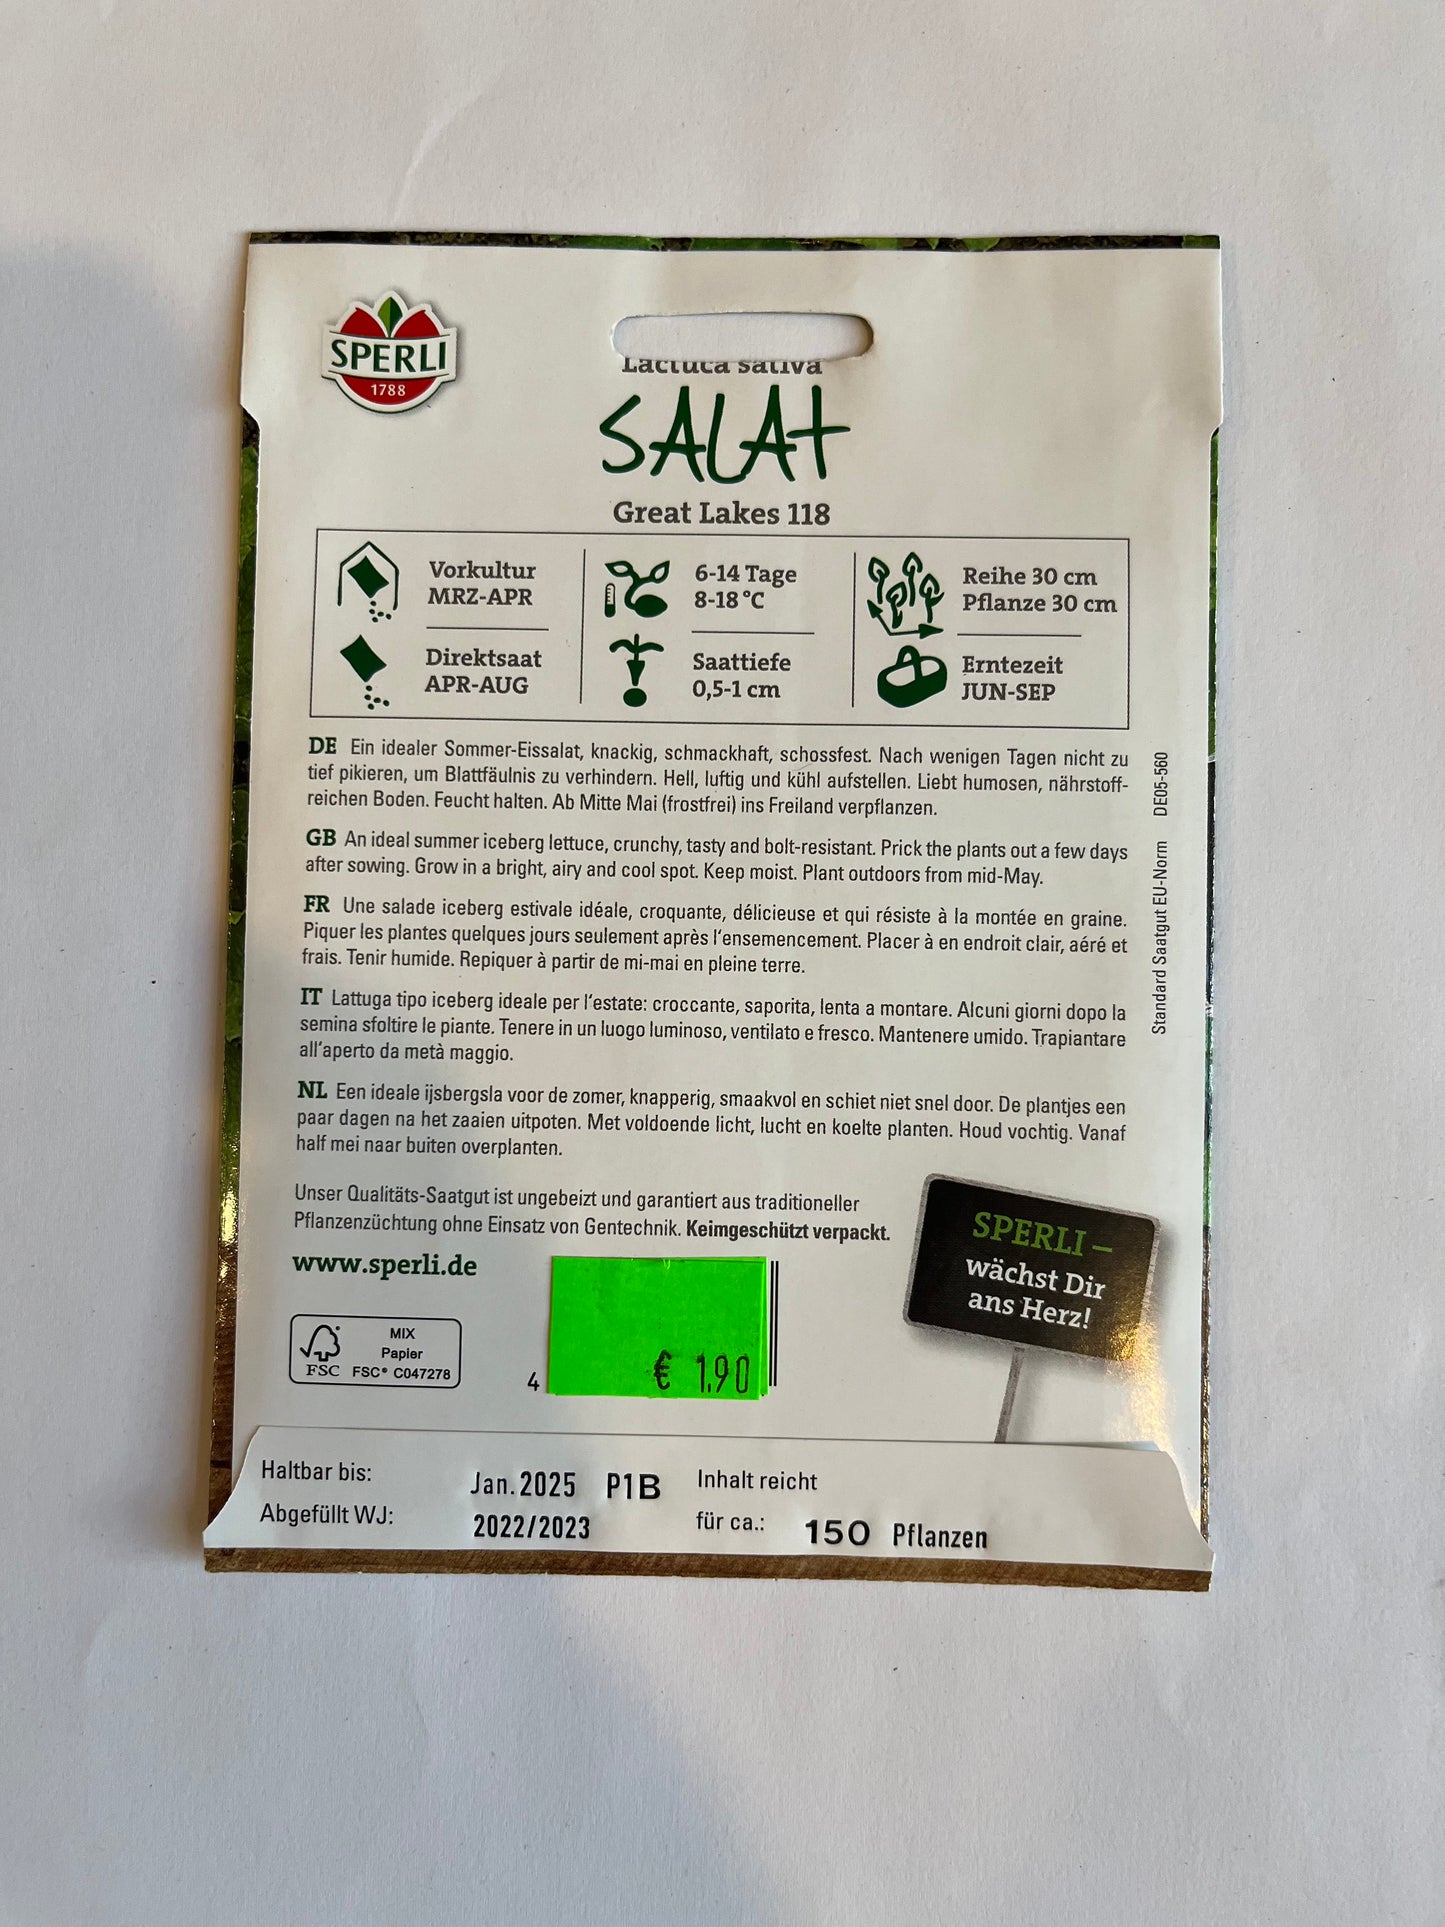 SPERLI
1788
Lactuca sativa
SALAT
Great Lakes 118
Vorkultur
MRZ-APR
Direktsaat
APR-AUG
6-14 Tage
8-18 °C
Saattiefe
0,5-1 cm
Reihe 30 cm
Pflanze 30 cm
Erntezeit
JUN-SEP
DE Ein idealer Sommer-Eissalat, knackig, schmackhaft, schossfest. Nach wenigen Tagen nicht zu
tief pikieren, um Blattfäulnis zu verhindern. Hell, luftig und kühl aufstellen. Liebt humosen, nährstoff-
reichen Boden. Feucht halten. Ab Mitte Mai (frostfrei) ins Freiland verpflanzen.
GB An ideal summer iceberg lettuce, crunchy, tasty and bolt-resistant. Prick the plants out a few days
after sowing. Grow in a bright, airy and cool spot. Keep moist. Plant outdoors from mid-May.
FR Une salade iceberg estivale idéale, croquante, délicieuse et qui résiste à la montée en graine.
Piquer les plantes quelques jours seulement après l'ensemencement. Placer à en endroit clair, aéré et
frais. Tenir humide. Repiquer à partir de mi-mai en pleine terre.
IT Lattuga tipo iceberg ideale per l'estate: croccante, saporita, lenta a montare. Alcuni giorni dopo la
semina sfoltire le piante. Tenere in un luogo luminoso, ventilato e fresco. Mantenere umido. Trapiantare
all'aperto da metà maggio.
NL Een ideale ijsbergsla voor de zomer, knapperig, smaakvol en schiet niet snel door. De plantjes een
paar dagen na het zaaien uitpoten. Met voldoende licht, lucht en koelte planten. Houd vochtig. Vanaf
half mei naar buiten overplanten.
Standard Saatgut EU-Norm DE05-560
Unser Qualitäts-Saatgut ist ungebeizt und garantiert aus traditioneller
Pflanzenzüchtung ohne Einsatz von Gentechnik. Keimgeschützt verpackt.
www.sperli.de
SPERLI –
wächst Dir
ans Herz!
FSC
MIX
Papier
FSC® C047278
4
€ 1,90
Haltbar bis: Jan.2025 P1B
Abgefüllt WJ: 2022/2023
Inhalt reicht
für ca.: 150 Pflanzen